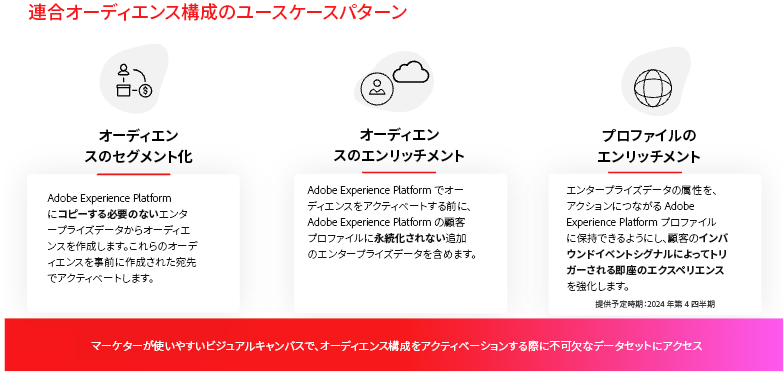 連合オーディエンス構成のユースケースパターン
オーディエン
スのセグメント化
Adobe Experience Platform
にコピーする必要のないエンタ
ープライズデータからオーディエ
ンスを作成します。これらのオーデ
ィエンスを事前に作成された宛先
でアクティベートします。
オーディエン
スのエンリッチメント
Adobe Experience Platform でオー
ディエンスをアクティベートする前に、
Adobe Experience Platform の顧客
プロファイルに永続化されない追加
のエンタープライズデータを含めます。
プロファイルの
エンリッチメント
エンタープライズデータの属性を、
アクションにつながる Adobe
Experience Platform プロファイル
に保持できるようにし、顧客のインバ
ウンドイベントシグナルによってトリ
ガーされる即座のエクスペリエンス
を強化します。
提供予定時期：2024 年第 4 四半期
マーケターが使いやすいビジュアルキャンバスで、オーディエンス構成をアクティベーションする際に不可欠なデータセットにアクセス